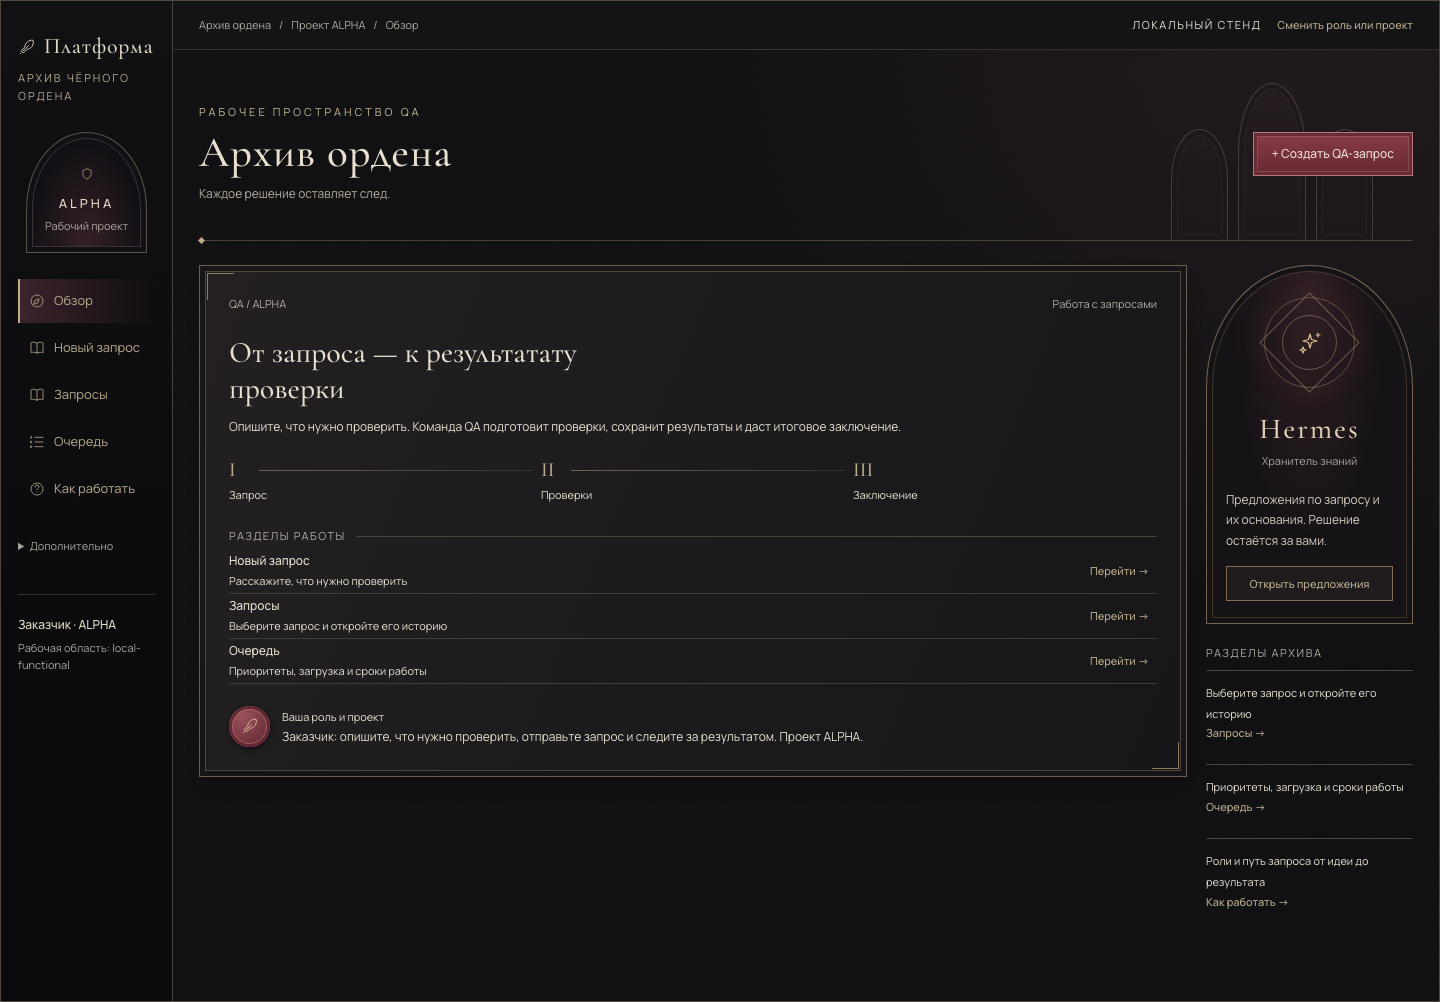 Платформа
АРХИВ ЧЁРНОГО
ОРДЕНА
ALPHA
Рабочий проект
Обзор
Новый запрос
Запросы
Очередь
Как работать
Дополнительно
Заказчик · ALPHA
Рабочая область: local-
functional
Архив ордена / Проект ALPHA / Обзор
ЛОКАЛЬНЫЙ СТЕНД
Сменить роль или проект
РАБОЧЕЕ ПРОСТРАНСТВО QA
Архив ордена
Каждое решение оставляет след.
+ Создать QA-запрос
QA / ALPHA
Работа с запросами
От запроса — к результатату
проверки
Опишите, что нужно проверить. Команда QA подготовит проверки, сохранит результаты и даст итоговое заключение.
I
Запрос
II
Проверки
III
Заключение
РАЗДЕЛЫ РАБОТЫ
Новый запрос
Расскажите, что нужно проверить
Перейти →
Запросы
Выберите запрос и откройте его историю
Перейти →
Очередь
Приоритеты, загрузка и сроки работы
Перейти →
Ваша роль и проект
Заказчик: опишите, что нужно проверить, отправьте запрос и следите за результатом. Проект ALPHA.
Hermes
Хранитель знаний
Предложения по запросу и
их основания. Решение
остаётся за вами.
Открыть предложения
РАЗДЕЛЫ АРХИВА
Выберите запрос и откройте его
историю
Запросы →
Приоритеты, загрузка и сроки работы
Очередь →
Роли и путь запроса от идеи до
результата
Как работать →